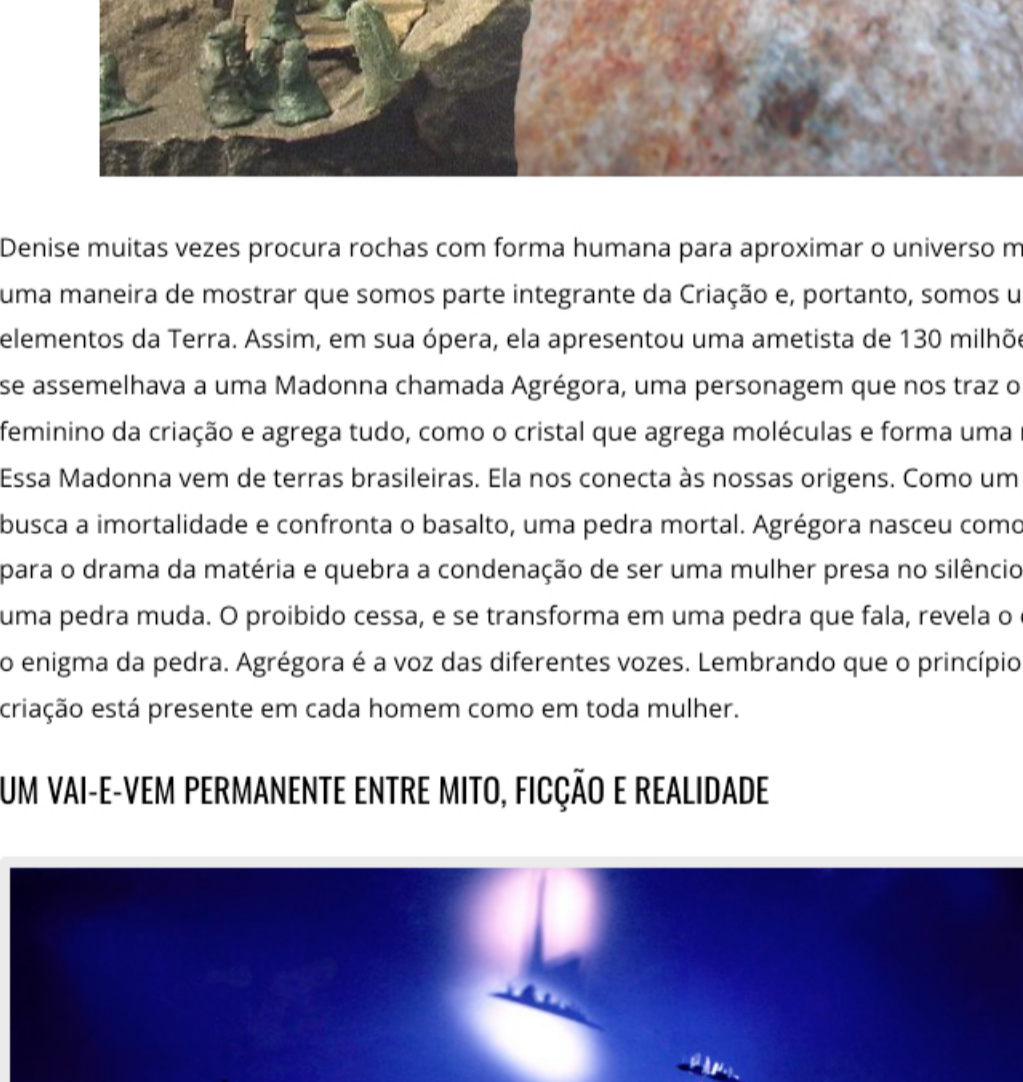 Denise muitas vezes procura rochas com forma humana para aproximar o universo
uma maneira de mostrar que somos parte integrante da Criação e, portanto, somos
elementos da Terra. Assim, em sua ópera, ela apresentou uma ametista de 130
se assemelhava a uma Madonna chamada Agrégora, uma personagem que nos traz o
feminino da criação e agrega tudo, como o cristal que agrega moléculas e forma uma
Essa Madonna vem de terras brasileiras. Ela nos conecta às nossas origens. Como um
busca a imortalidade e confronta o basalto, uma pedra mortal. Agrégora nasceu como
para o drama da matéria e quebra a condenação de ser uma mulher presa no silêncio
uma pedra muda. O proibido cessa, e se transforma em uma pedra que fala, revela o
o enigma da pedra. Agrégora é a voz das diferentes vozes. Lembrando que o princípio
criação está presente em cada homem como em toda mulher.
UM VAI-E-VEM PERMANENTE ENTRE MITO, FICÇÃO E REALIDADE